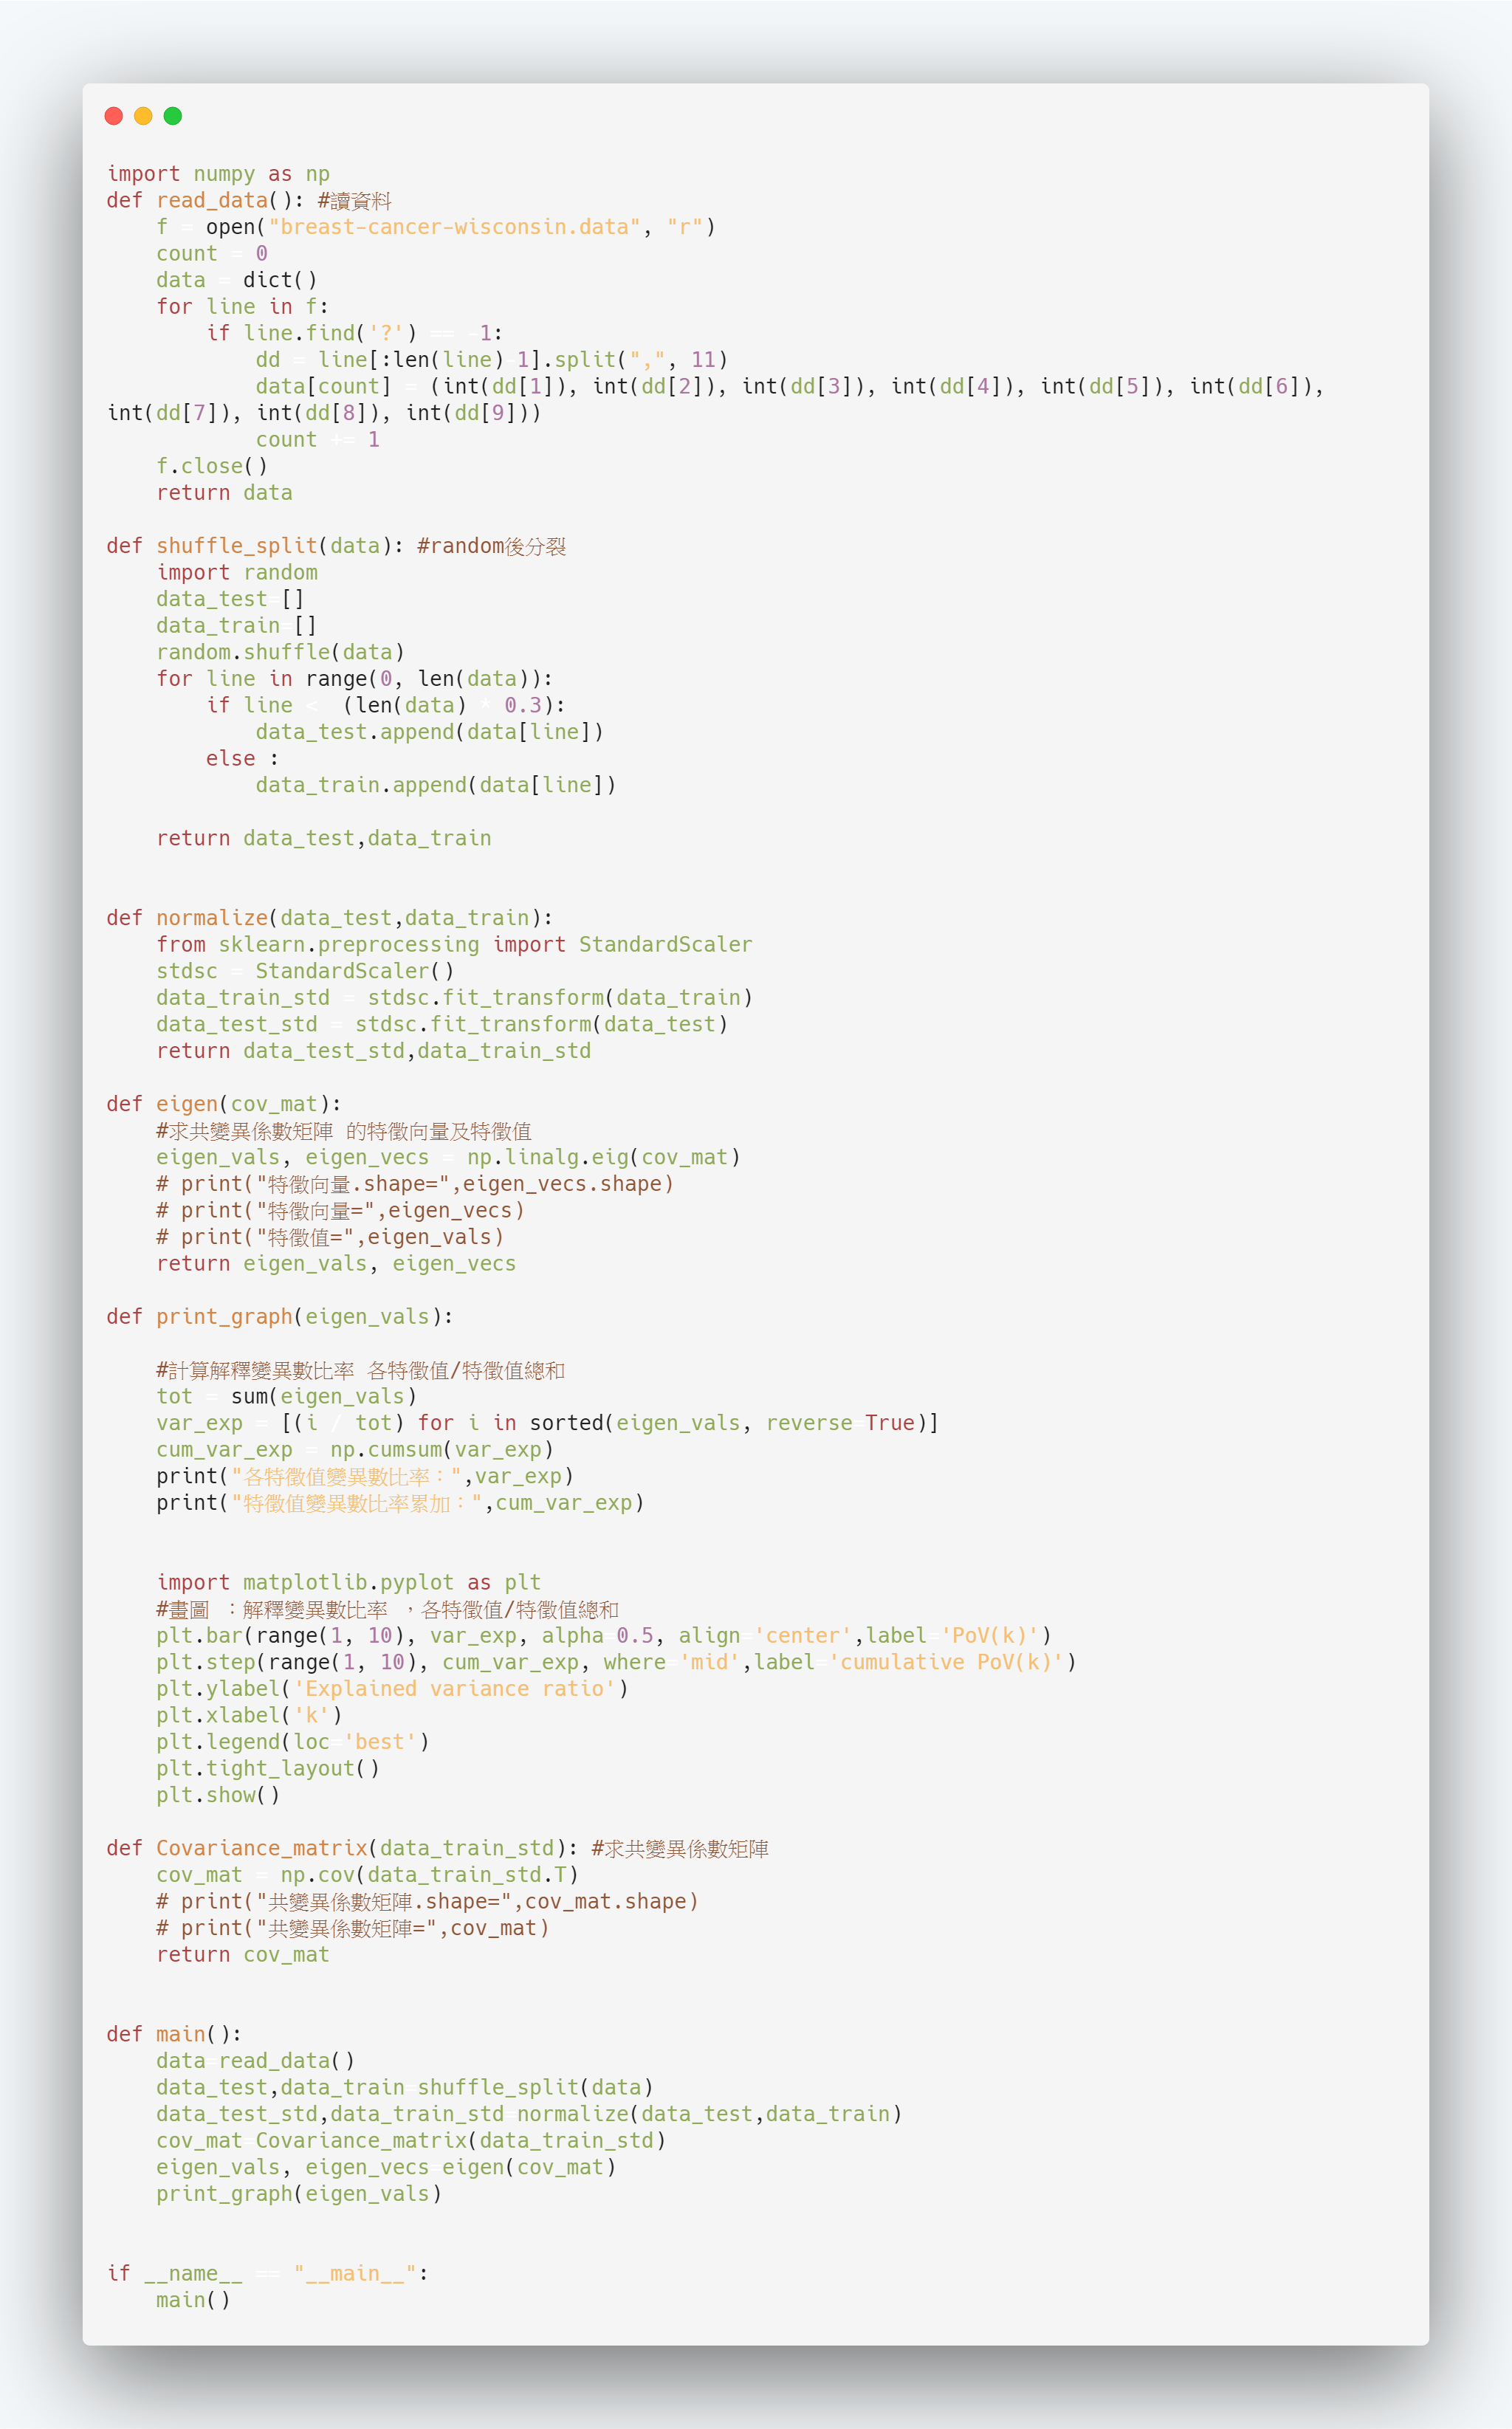 import numpy as np
def read_data(): #讀資料
    f = open("breast-cancer-wisconsin.data", "r")
    count = 0
    data = dict()
    for line in f:
        if line.find('?') == -1:
            dd = line[:len(line)-1].split(",", 11)
            data[count] = (int(dd[1]), int(dd[2]), int(dd[3]), int(dd[4]), int(dd[5]), int(dd[6]),
int(dd[7]), int(dd[8]), int(dd[9]))
            count += 1
    f.close()
    return data

def shuffle_split(data): #random後分裂
    import random
    data_test=[]
    data_train=[]
    random.shuffle(data)
    for line in range(0, len(data)):
        if line <  (len(data) * 0.3):
            data_test.append(data[line])
        else :
            data_train.append(data[line])

    return data_test,data_train


def normalize(data_test,data_train):
    from sklearn.preprocessing import StandardScaler
    stdsc = StandardScaler()
    data_train_std = stdsc.fit_transform(data_train)
    data_test_std = stdsc.fit_transform(data_test)
    return data_test_std,data_train_std

def eigen(cov_mat):
    #求共變異係數矩陣 的特徵向量及特徵值
    eigen_vals, eigen_vecs = np.linalg.eig(cov_mat)
    # print("特徵向量.shape=",eigen_vecs.shape)
    # print("特徵向量=",eigen_vecs)
    # print("特徵值=",eigen_vals)
    return eigen_vals, eigen_vecs

def print_graph(eigen_vals):

    #計算解釋變異數比率 各特徵值/特徵值總和
    tot = sum(eigen_vals)
    var_exp = [(i / tot) for i in sorted(eigen_vals, reverse=True)]
    cum_var_exp = np.cumsum(var_exp)
    print("各特徵值變異數比率：",var_exp)
    print("特徵值變異數比率累加：",cum_var_exp)


    import matplotlib.pyplot as plt
    #畫圖 ：解釋變異數比率 ，各特徵值/特徵值總和
    plt.bar(range(1, 10), var_exp, alpha=0.5, align='center',label='PoV(k)')
    plt.step(range(1, 10), cum_var_exp, where='mid',label='cumulative PoV(k)')
    plt.ylabel('Explained variance ratio')
    plt.xlabel('k')
    plt.legend(loc='best')
    plt.tight_layout()
    plt.show()

def Covariance_matrix(data_train_std): #求共變異係數矩陣
    cov_mat = np.cov(data_train_std.T)
    # print("共變異係數矩陣.shape=",cov_mat.shape)
    # print("共變異係數矩陣=",cov_mat)
    return cov_mat


def main():
    data=read_data()
    data_test,data_train=shuffle_split(data)
    data_test_std,data_train_std=normalize(data_test,data_train)
    cov_mat=Covariance_matrix(data_train_std)
    eigen_vals, eigen_vecs=eigen(cov_mat)
    print_graph(eigen_vals)


if __name__ == "__main__":
    main()